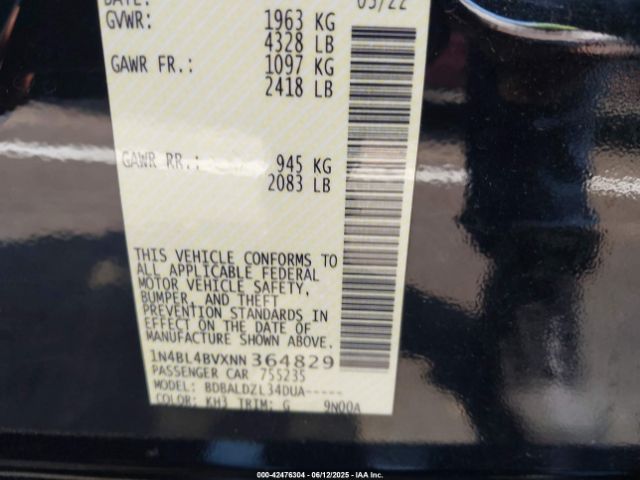 DATE: 05/22
GVWR: 1963 KG
4328 LB
GAWR FR.: 1097 KG
2418 LB
GAWR RR.: 945 KG
2083 LB
THIS VEHICLE CONFORMS TO
ALL APPLICABLE FEDERAL
MOTOR VEHICLE SAFETY,
BUMPER, AND THEFT
PREVENTION STANDARDS IN
EFFECT ON THE DATE OF
MANUFACTURE SHOWN ABOVE.
1N4BL4BVXNN364829
PASSENGER CAR 755235
MODEL: BDBALDZL34DUA-----
COLOR: KH3 TRIM: G 9N00A
000-42476304 - 06/12/2025 - IAA Inc.